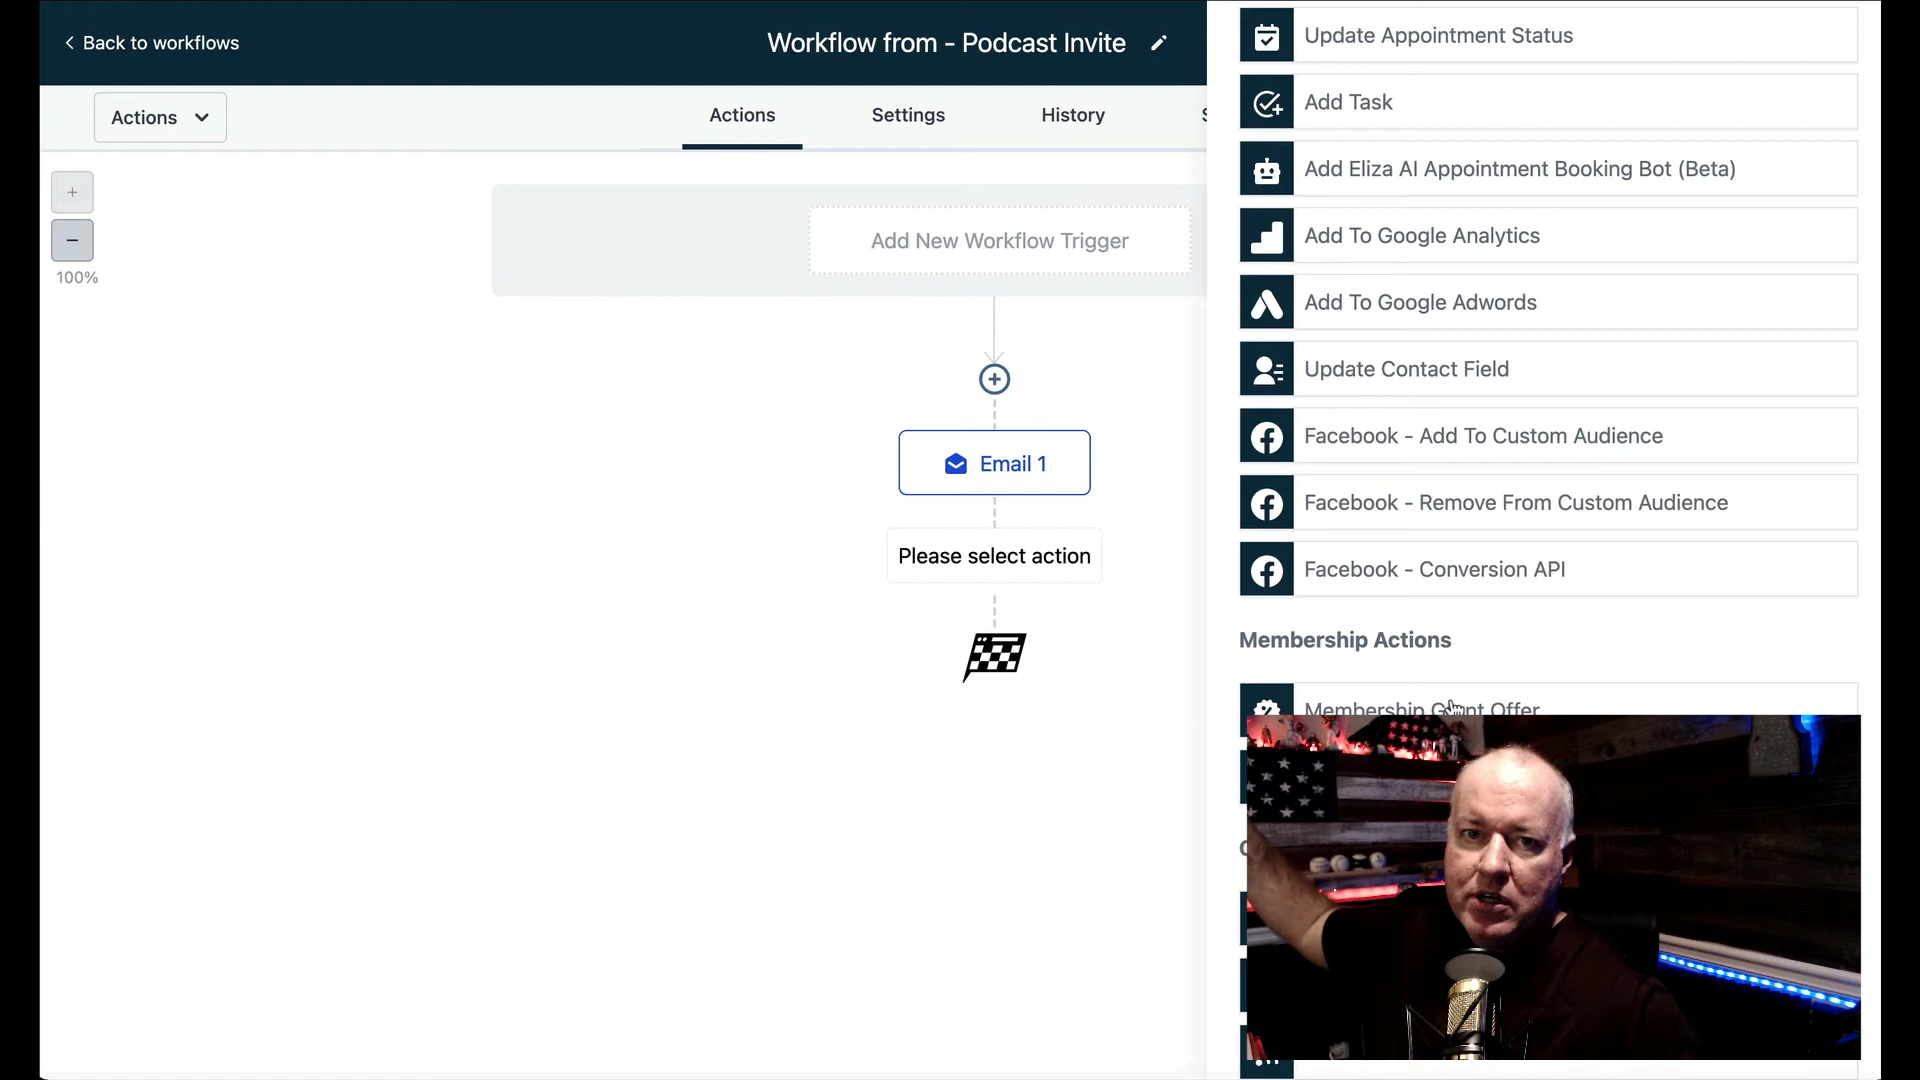 Back to workflows
Workflow from - Podcast Invite
Actions
Actions
Settings
History
100%
Add New Workflow Trigger
Email 1
Please select action
Update Appointment Status
Add Task
Add Eliza AI Appointment Booking Bot (Beta)
Add To Google Analytics
Add To Google Adwords
Update Contact Field
Facebook - Add To Custom Audience
Facebook - Remove From Custom Audience
Facebook - Conversion API
Membership Actions
Membership Grant Offer